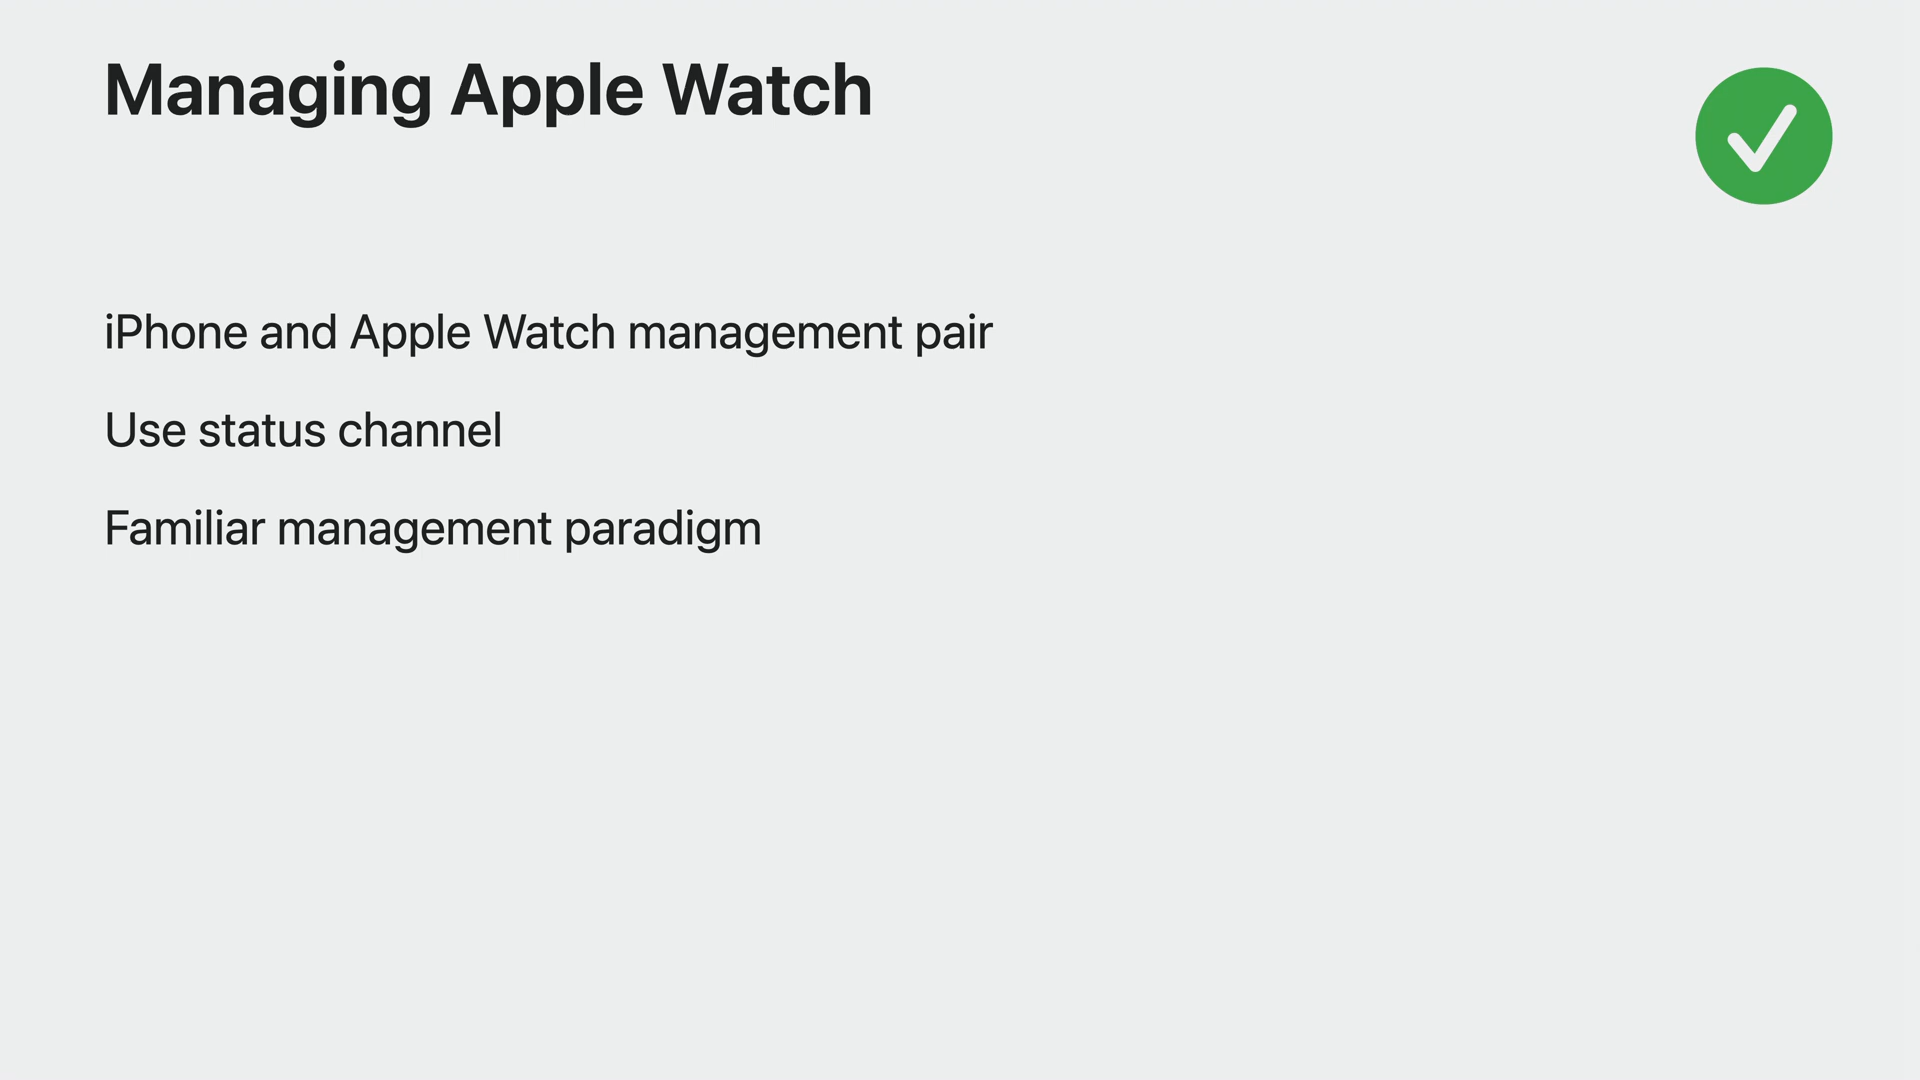 Managing Apple Watch
iPhone and Apple Watch management pair
Use status channel
Familiar management paradigm